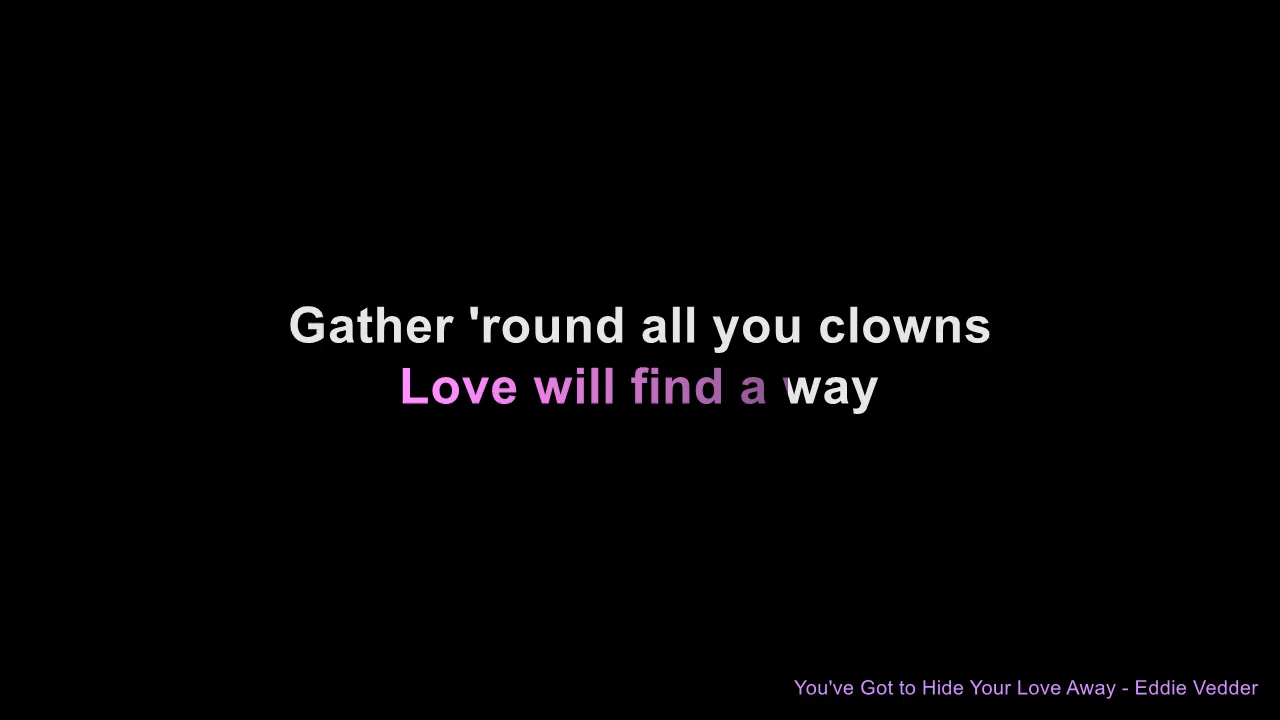 Gather 'round all you clowns
Love will find a way
You've Got to Hide Your Love Away - Eddie Vedder